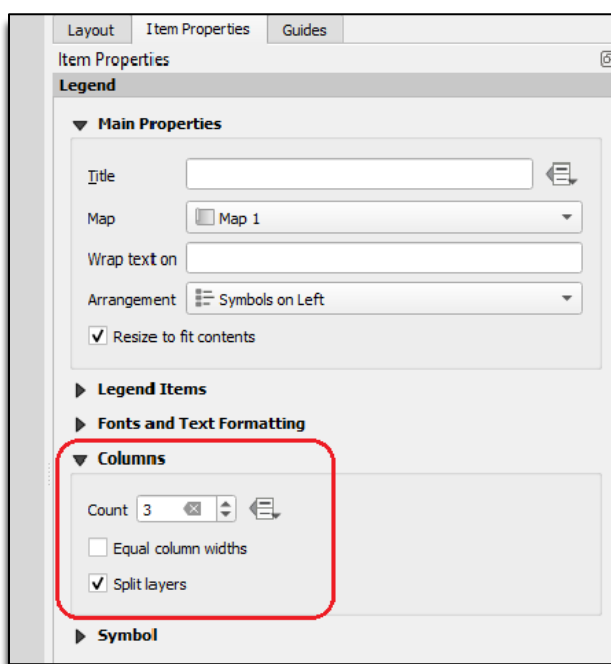 Layout Item Properties Guides
Item Properties
Legend
Main Properties
Title
Map Map 1
Wrap text on
Arrangement Symbols on Left
Resize to fit contents
Legend Items
Fonts and Text Formatting
Columns
Count 3
Equal column widths
Split layers
Symbol